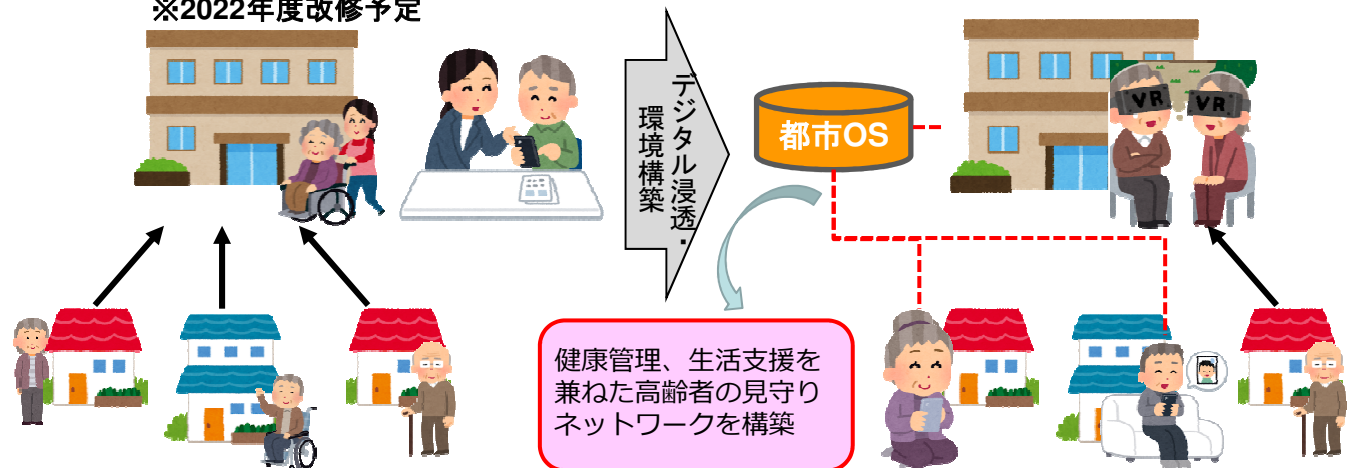 ※2022年度改修予定
デジタル浸透・
環境構築
都市OS
VR
VR
健康管理、生活支援を
兼ねた高齢者の見守り
ネットワークを構築